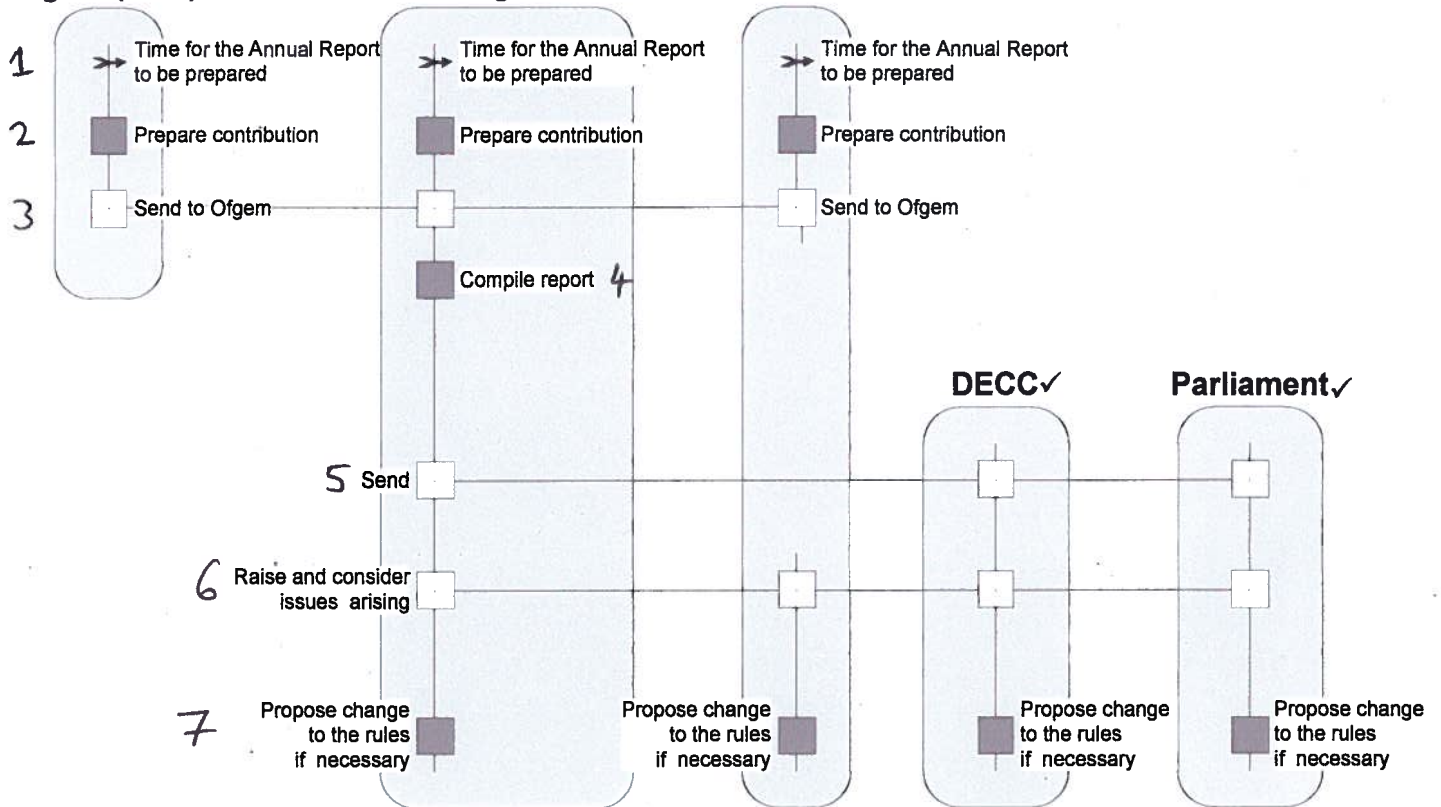 1
Time for the Annual Report
to be prepared
Time for the Annual Report
to be prepared
Time for the Annual Report
to be prepared
2
Prepare contribution
Prepare contribution
Prepare contribution
3
Send to Ofgem
Send to Ofgem
Compile report 4
DECC✓
Parliament✓
5 Send
6 Raise and consider
issues arising
7
Propose change
to the rules
if necessary
Propose change
to the rules
if necessary
Propose change
to the rules
if necessary
Propose change
to the rules
if necessary